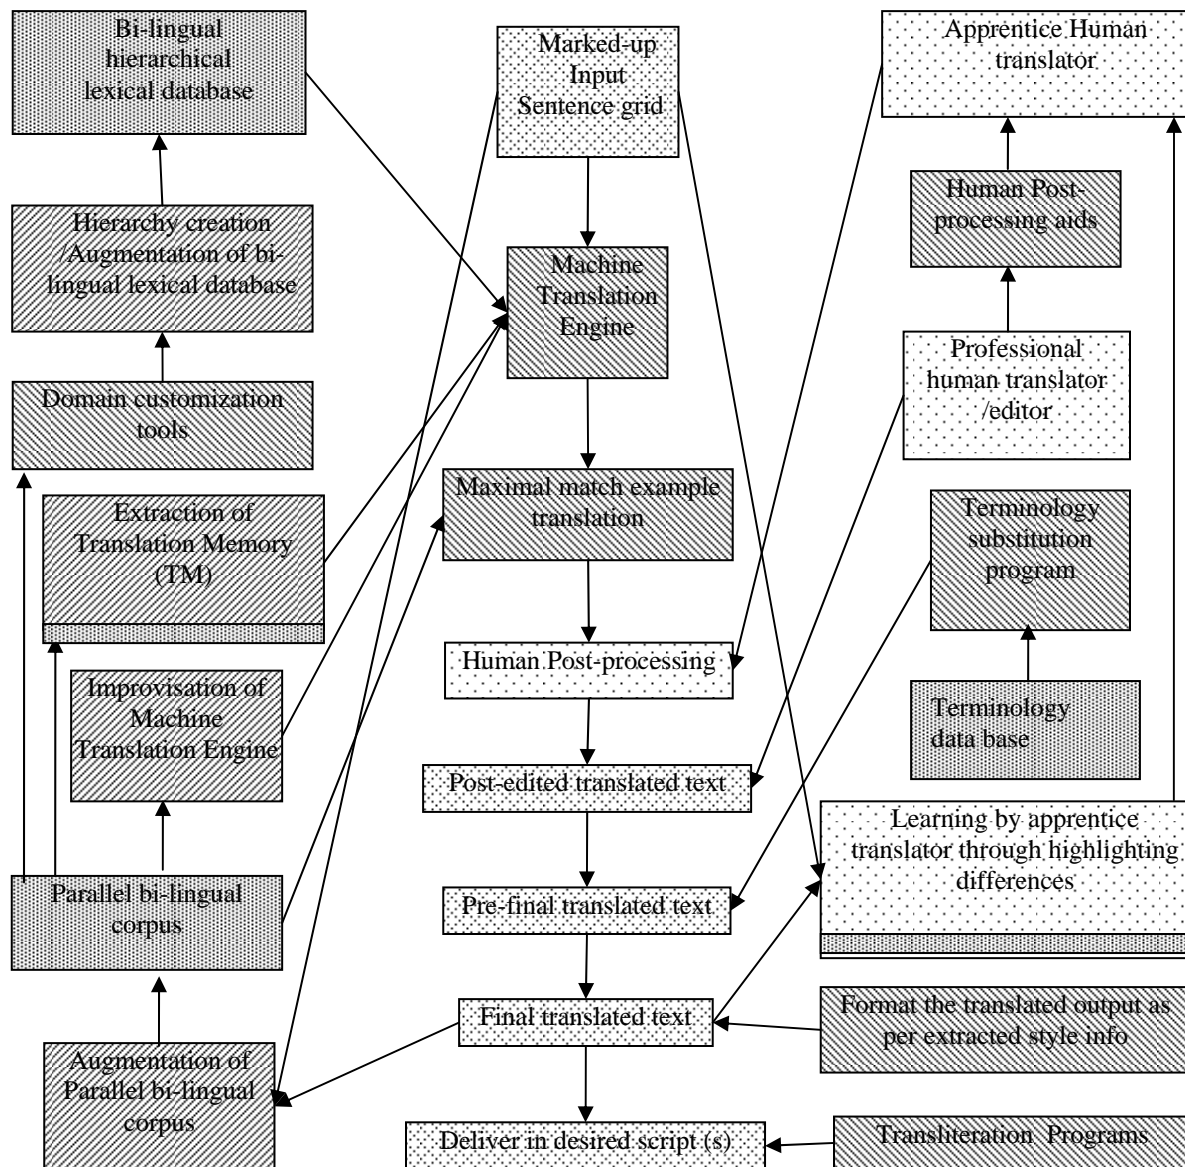 Bi-lingual
hierarchical
lexical database
Marked-up
Input
Sentence grid
Apprentice Human
translator
Hierarchy creation
/Augmentation of bi-
lingual lexical database
Machine
Translation
Engine
Human Post-
processing aids
Domain customization
tools
Professional
human translator
/editor
Extraction of
Translation Memory
(TM)
Maximal match example
translation
Terminology
substitution
program
Improvisation of
Machine
Translation Engine
Human Post-processing
Terminology
data base
Post-edited translated text
Learning by apprentice
translator through highlighting
differences
Parallel bi-lingual
corpus
Pre-final translated text
Final translated text
Format the translated output as
per extracted style info
Augmentation of
Parallel bi-lingual
corpus
Deliver in desired script (s)
Transliteration Programs